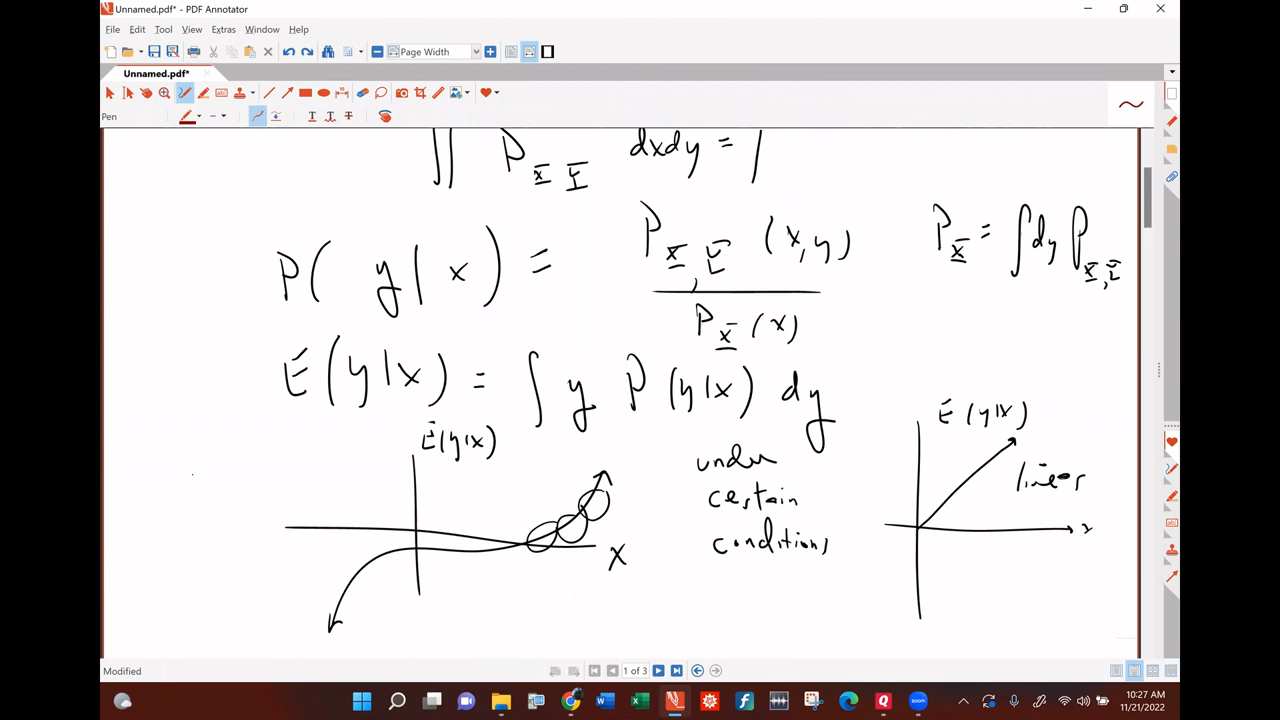 Unnamed.pdf* - PDF Annotator
File Edit Tool View Extras Window Help
Page Width
Unnamed.pdf*
Pen
∬ P_{X Y} dxdy = 1
P(y|x) = P_{X,Y}(x,y) / P_X(x)
P_X = ∫dy P_{X,Y}
E(y|x) = ∫ y P(y|x) dy
E(y|x)
X
under
certain
conditions
E(y|x)
linear
x
Modified
1 of 3
10:27 AM
11/21/2022